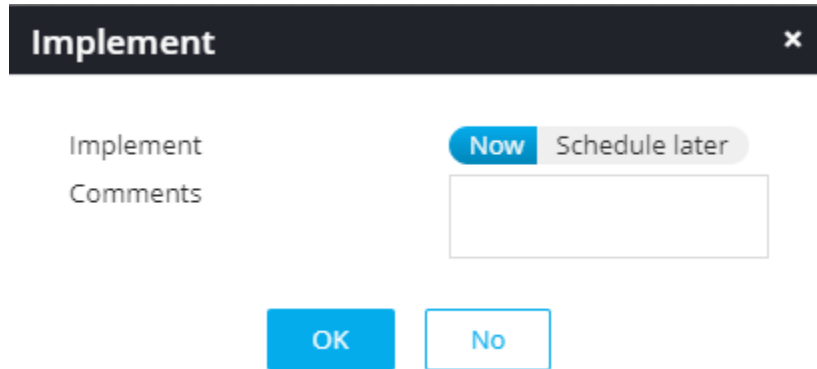 Implement ×
Implement Now Schedule later
Comments
OK No